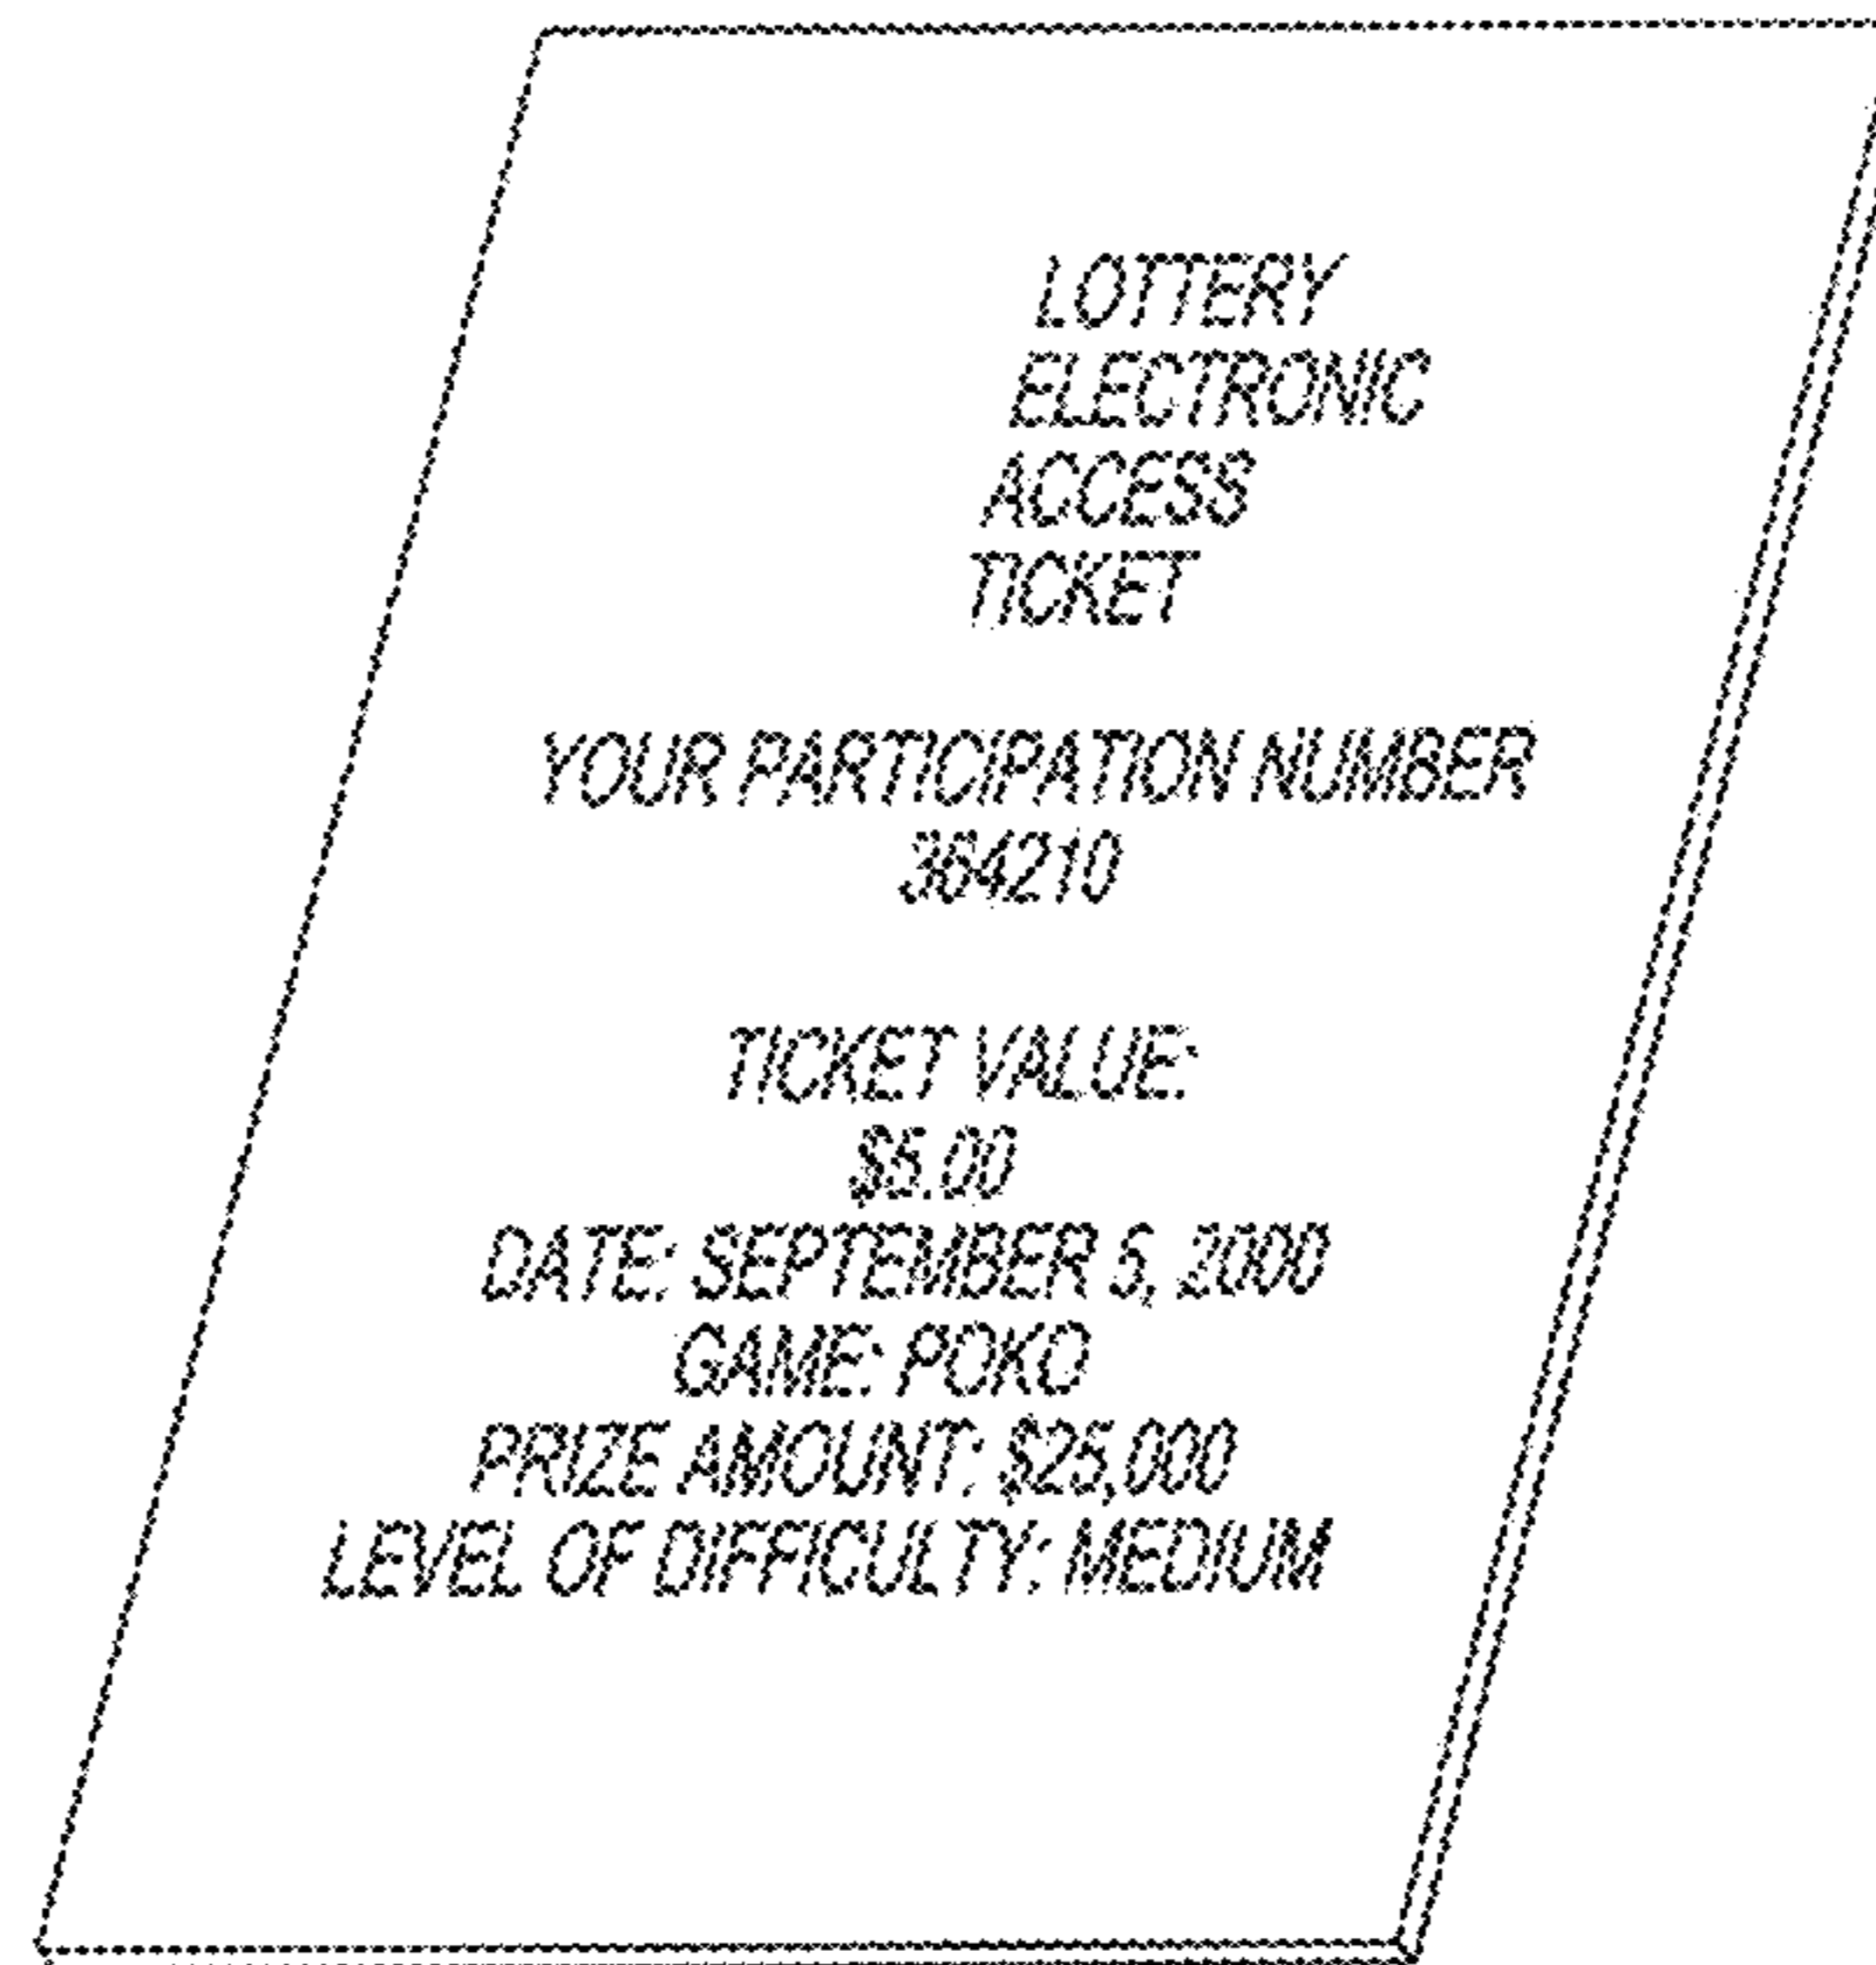 LOTTERY
ELECTRONIC
ACCESS
TICKET
YOUR PARTICIPATION NUMBER
364210
TICKET VALUE:
$5.00
DATE: SEPTEMBER 5, 2000
GAME: POKO
PRIZE AMOUNT: $25,000
LEVEL OF DIFFICULTY: MEDIUM